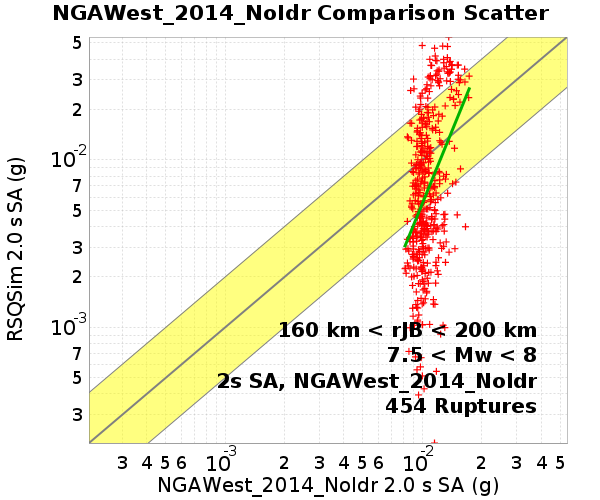 NGAWest_2014_NoIdr Comparison Scatter
RSQSim 2.0 s SA (g)
5
3
2
10^-2
7
5
3
2
10^-3
7
5
3
160 km < rJB < 200 km
7.5 < Mw < 8
2s SA, NGAWest_2014_NoIdr
454 Ruptures
3 4 5 6 10^-3 2 3 4 5 6 10^-2 2 3 4 5
NGAWest_2014_NoIdr 2.0 s SA (g)